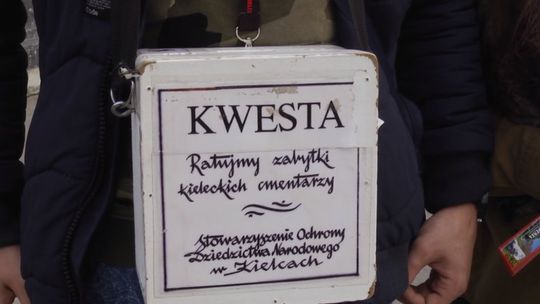 KWESTA
Ratujmy zabytki
kieleckich cmentarzy
Stowarzyszenie Ochrony
Dziedzictwa Narodowego
w Kielcach